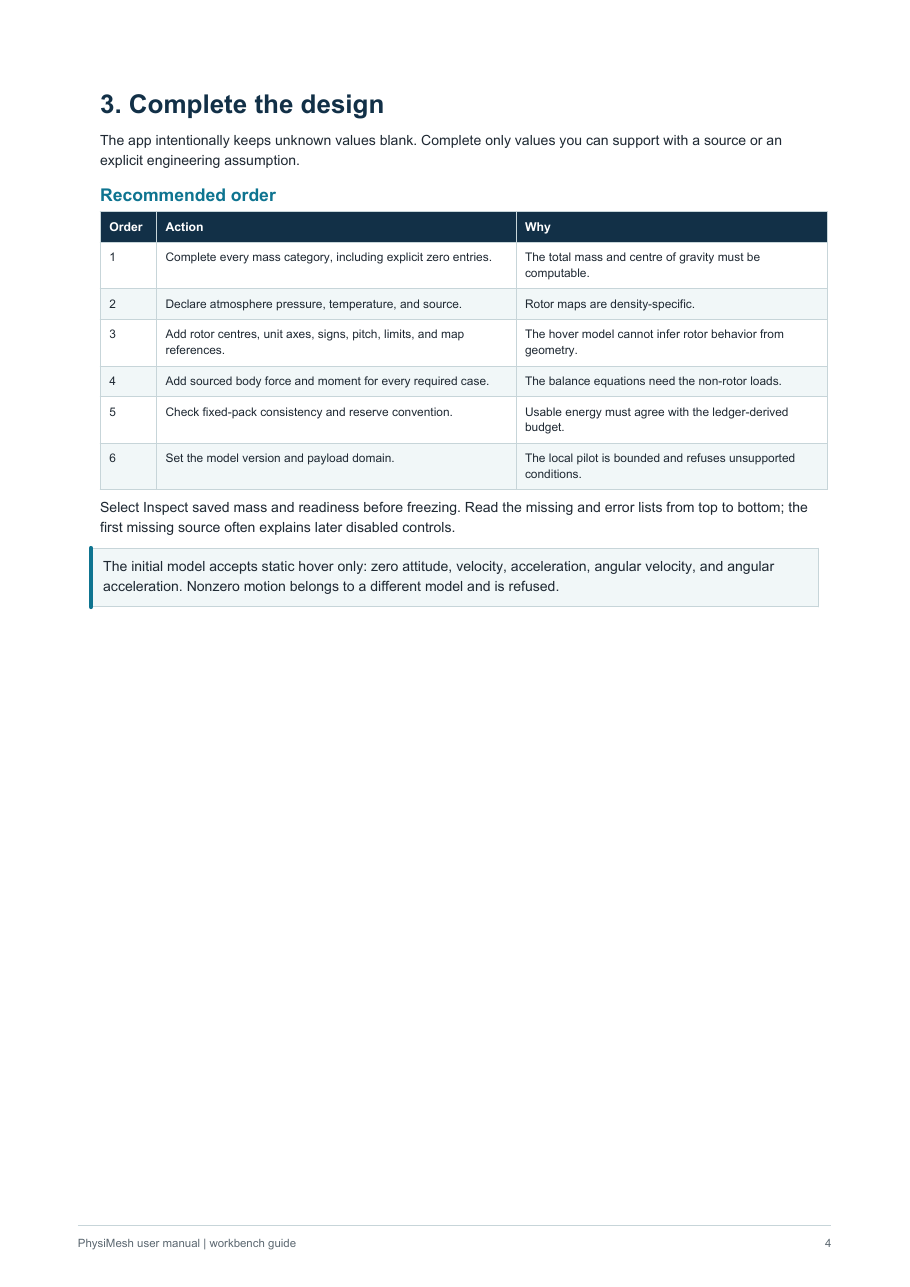 3. Complete the design
The app intentionally keeps unknown values blank. Complete only values you can support with a source or an
explicit engineering assumption.
Recommended order
Order Action Why
1 Complete every mass category, including explicit zero entries. The total mass and centre of gravity must be
computable.
2 Declare atmosphere pressure, temperature, and source. Rotor maps are density-specific.
3 Add rotor centres, unit axes, signs, pitch, limits, and map The hover model cannot infer rotor behavior from
references. geometry.
4 Add sourced body force and moment for every required case. The balance equations need the non-rotor loads.
5 Check fixed-pack consistency and reserve convention. Usable energy must agree with the ledger-derived
budget.
6 Set the model version and payload domain. The local pilot is bounded and refuses unsupported
conditions.
Select Inspect saved mass and readiness before freezing. Read the missing and error lists from top to bottom; the
first missing source often explains later disabled controls.
The initial model accepts static hover only: zero attitude, velocity, acceleration, angular velocity, and angular
acceleration. Nonzero motion belongs to a different model and is refused.
PhysiMesh user manual | workbench guide 4